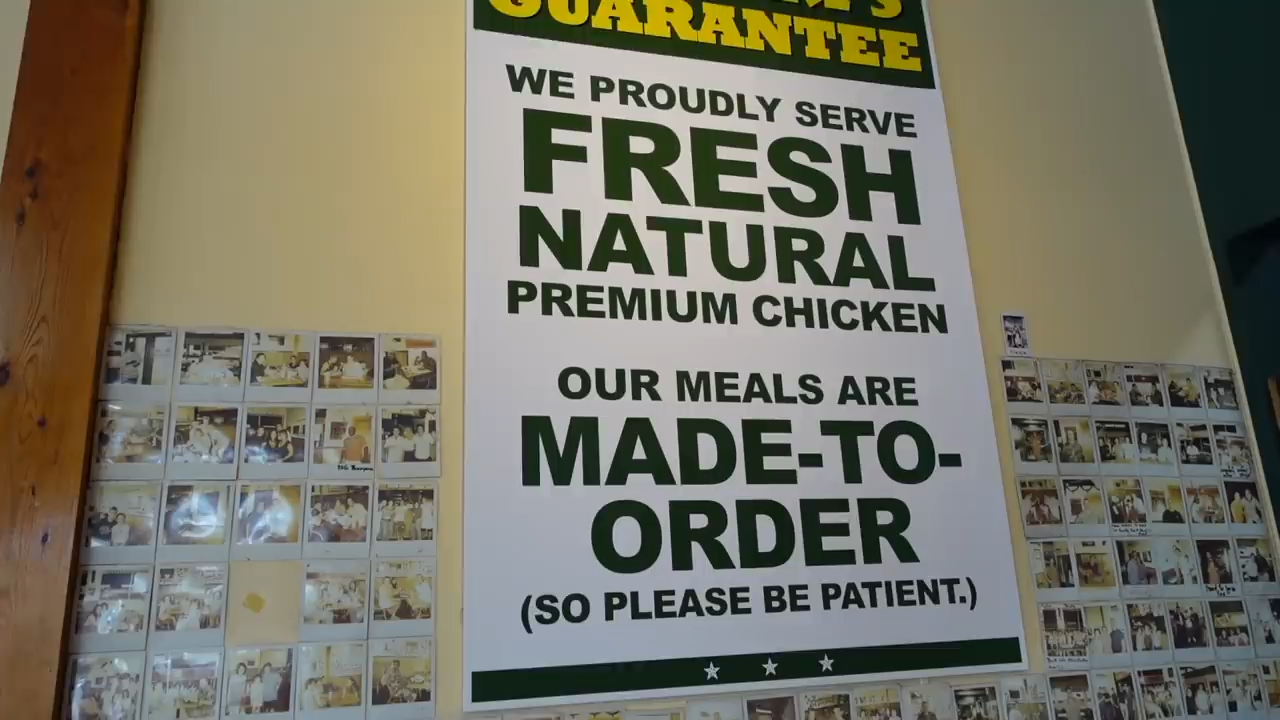 GUARANTEE
WE PROUDLY SERVE
FRESH
NATURAL
PREMIUM CHICKEN
OUR MEALS ARE
MADE-TO-
ORDER
(SO PLEASE BE PATIENT.)